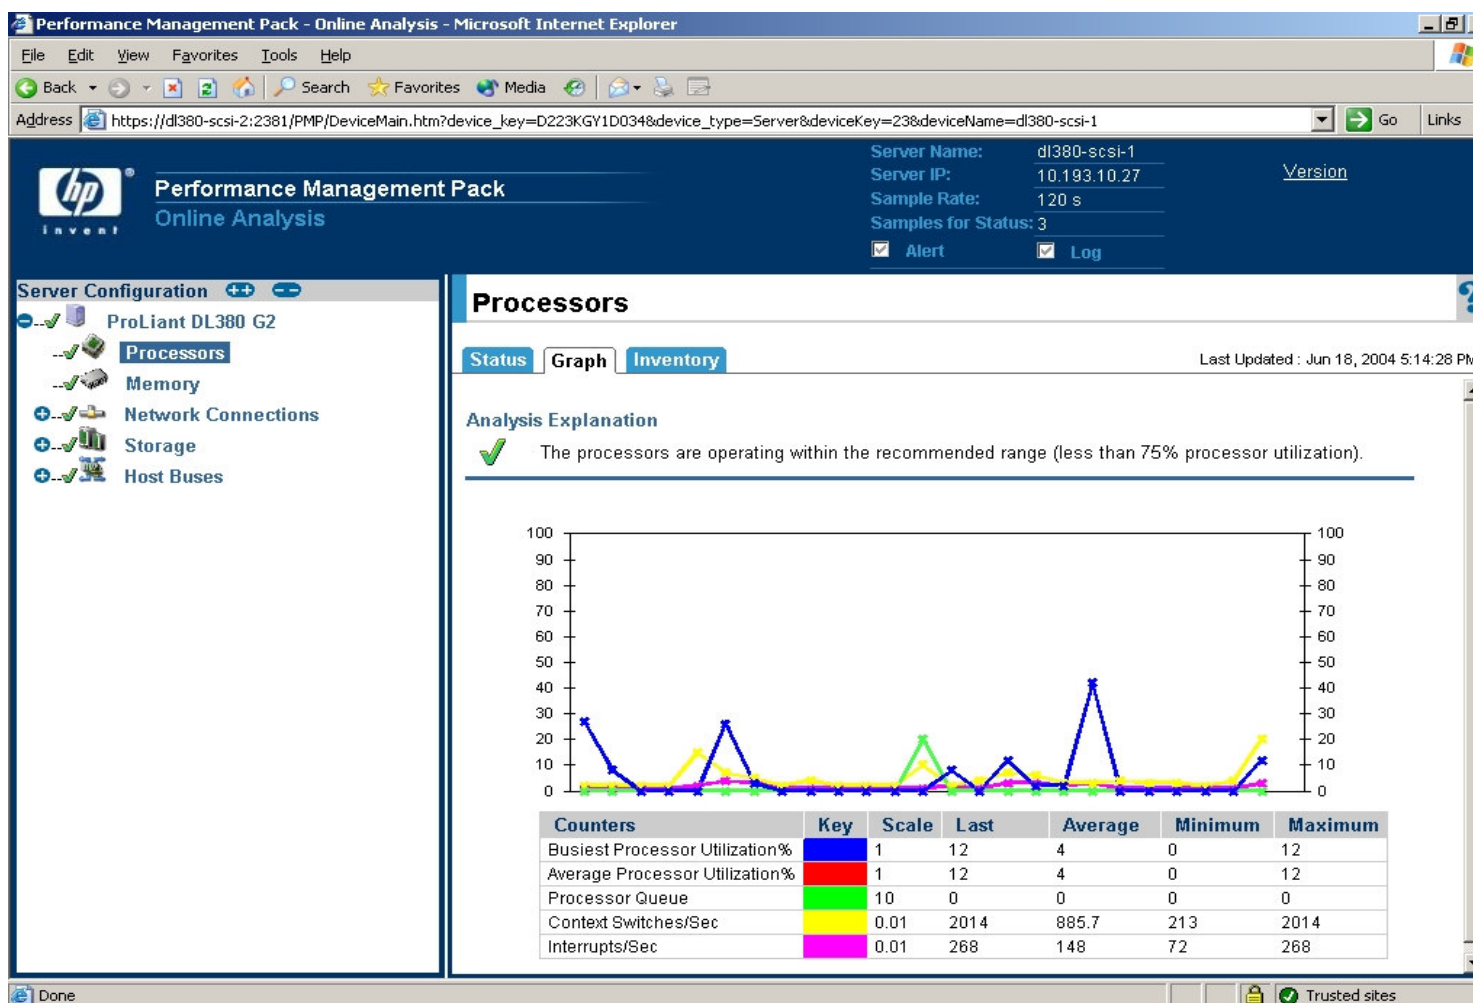 Performance Management Pack - Online Analysis - Microsoft Internet Explorer
File Edit View Favorites Tools Help
Back Search Favorites Media
Address https://dl380-scsi-2:2381/PMP/DeviceMain.htm?device_key=D223KGY1D034&device_type=Server&deviceKey=23&deviceName=dl380-scsi-1 Go Links
hp ®
invent
Performance Management Pack
Online Analysis
Server Name: dl380-scsi-1
Server IP: 10.193.10.27
Sample Rate: 120 s
Samples for Status: 3
Alert Log
Version
Server Configuration
ProLiant DL380 G2
Processors
Memory
Network Connections
Storage
Host Buses
Processors ?
Status Graph Inventory
Last Updated : Jun 18, 2004 5:14:28 PM
Analysis Explanation
The processors are operating within the recommended range (less than 75% processor utilization).
100 100
90 90
80 80
70 70
60 60
50 50
40 40
30 30
20 20
10 10
0 0
Counters Key Scale Last Average Minimum Maximum
Busiest Processor Utilization% 1 12 4 0 12
Average Processor Utilization% 1 12 4 0 12
Processor Queue 10 0 0 0 0
Context Switches/Sec 0.01 2014 885.7 213 2014
Interrupts/Sec 0.01 268 148 72 268
Done Trusted sites